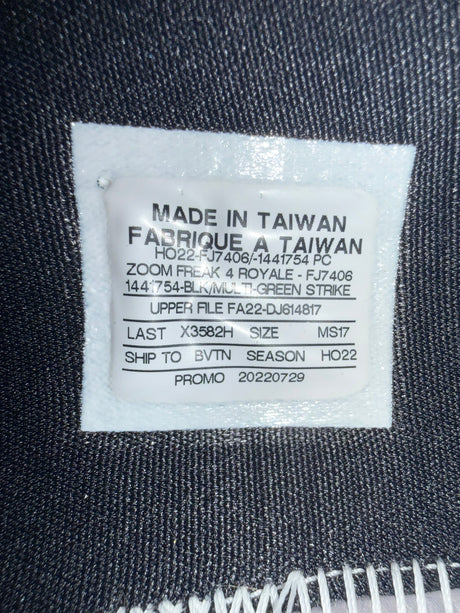 MADE IN TAIWAN
FABRIQUE A TAIWAN
HO22-FJ7406/-1441754 PC
ZOOM FREAK 4 ROYALE - FJ7406
1441754-BLK/MULTI-GREEN STRIKE
UPPER FILE FA22-DJ614817
LAST X3582H SIZE MS17
SHIP TO BVTN SEASON HO22
PROMO 20220729